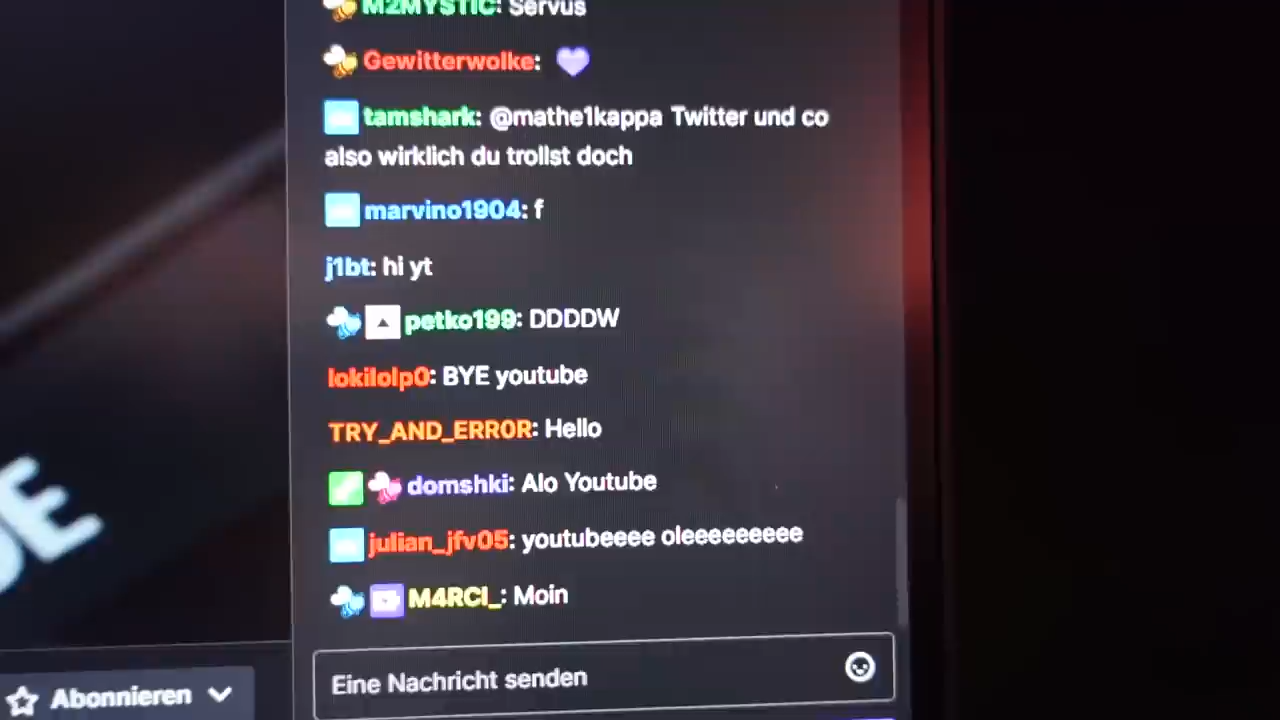 M2MYSTIC: Servus
Gewitterwolke: 💜
tamshark: @mathe1kappa Twitter und co
also wirklich du trollst doch
marvino1904: f
j1bt: hi yt
petko199: DDDDW
lokilolp0: BYE youtube
TRY_AND_ERR0R: Hello
domshki: Alo Youtube
julian_jfv05: youtubeeee oleeeeeeeee
M4RCI_: Moin
Eine Nachricht senden
Abonnieren